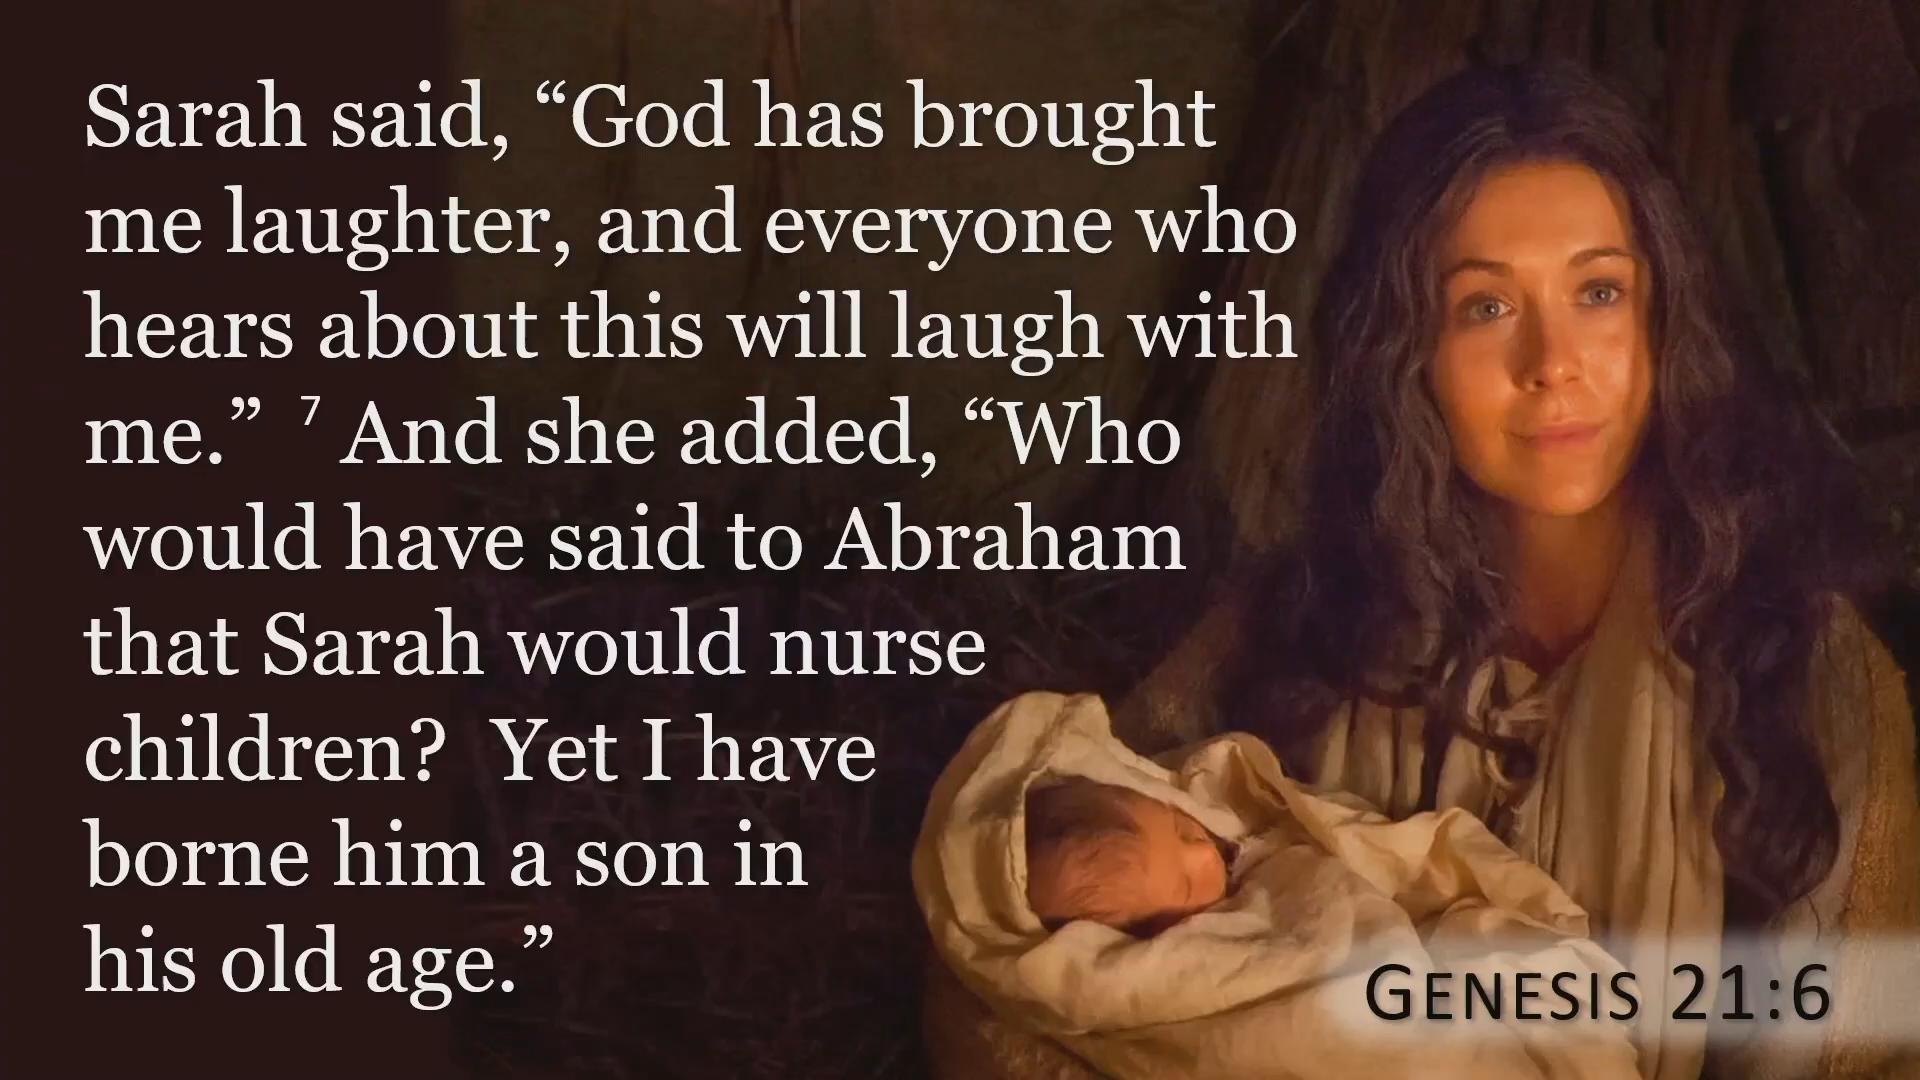 Sarah said, “God has brought
me laughter, and everyone who
hears about this will laugh with
me.” ⁷ And she added, “Who
would have said to Abraham
that Sarah would nurse
children? Yet I have
borne him a son in
his old age.”
GENESIS 21:6